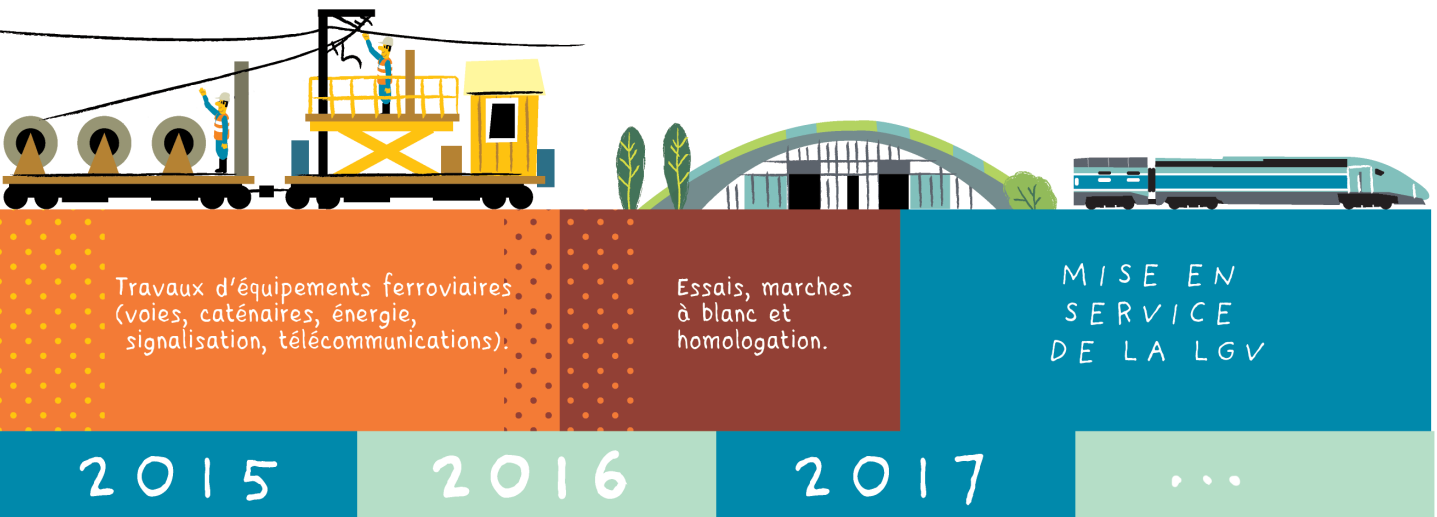 Travaux d'équipements ferroviaires
(voies, caténaires, énergie,
signalisation, télécommunications).
Essais, marches
à blanc et
homologation.
MISE EN
SERVICE
DE LA LGV
2015
2016
2017
...